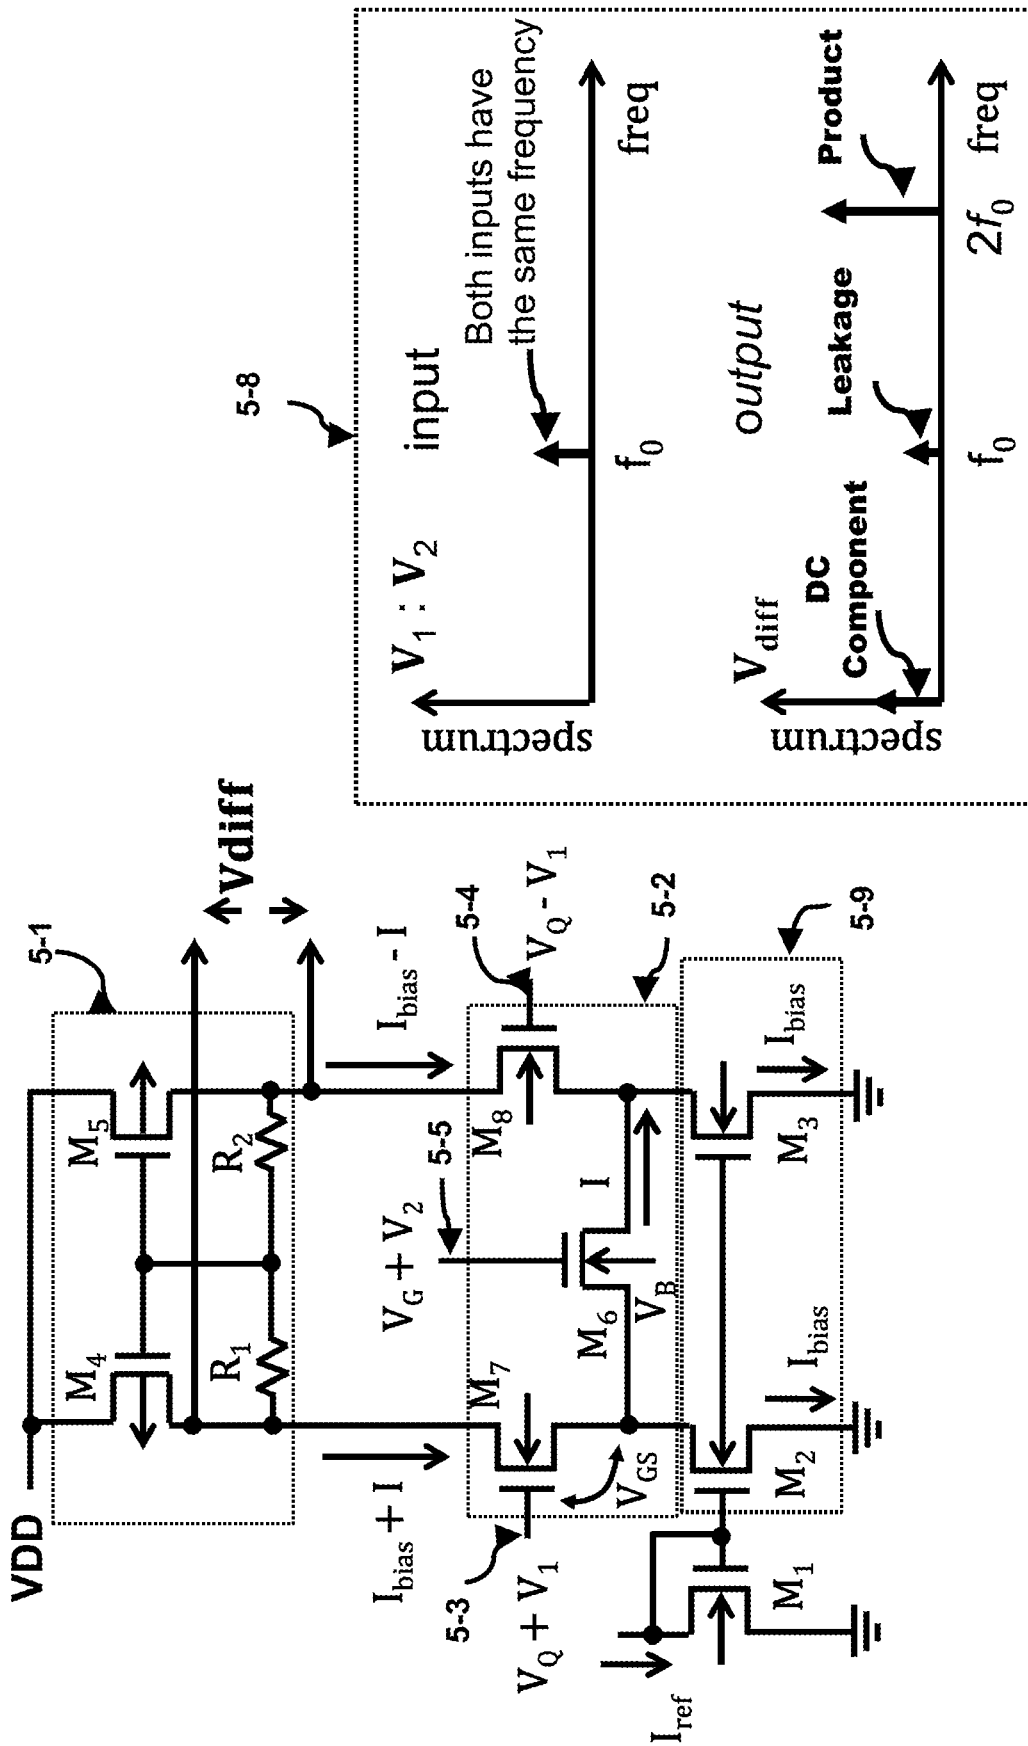 VDD
5-1
M4
M5
R1
R2
Vdiff
Ibias + I
Ibias - I
5-3
VQ + V1
M7
VGS
VG + V2
5-5
M6
VB
I
M8
5-4
VQ - V1
5-2
Iref
M1
M2
Ibias
M3
Ibias
5-9
5-8
spectrum
V1 : V2
input
Both inputs have
the same frequency
f0
freq
spectrum
Vdiff
output
DC
Component
Leakage
Product
f0
2f0
freq